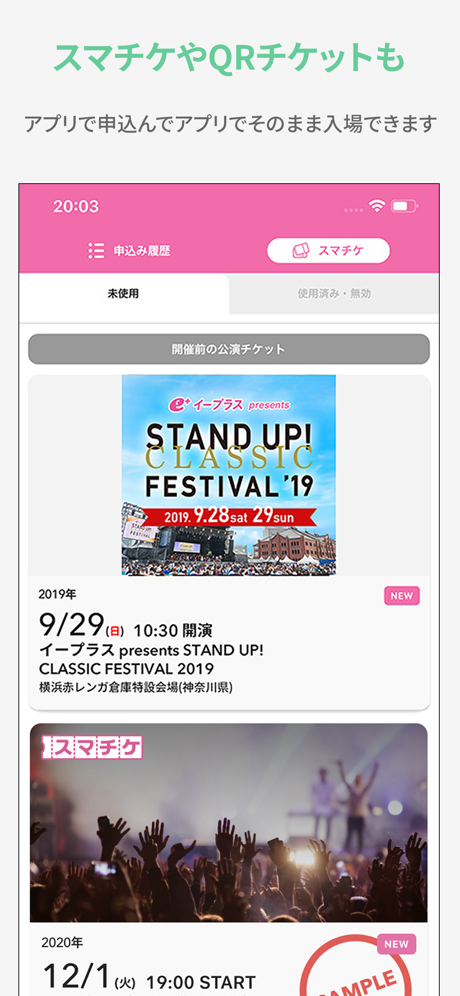 スマチケやQRチケットも
アプリで申込んでアプリでそのまま入場できます
20:03
申込み履歴
スマチケ
未使用
使用済み・無効
開催前の公演チケット
e+ イープラス presents
STAND UP!
CLASSIC
FESTIVAL '19
2019. 9.28sat 29sun
2019年
NEW
9/29(日) 10:30 開演
イープラス presents STAND UP!
CLASSIC FESTIVAL 2019
横浜赤レンガ倉庫特設会場(神奈川県)
スマチケ
2020年
NEW
12/1(火) 19:00 START
SAMPLE